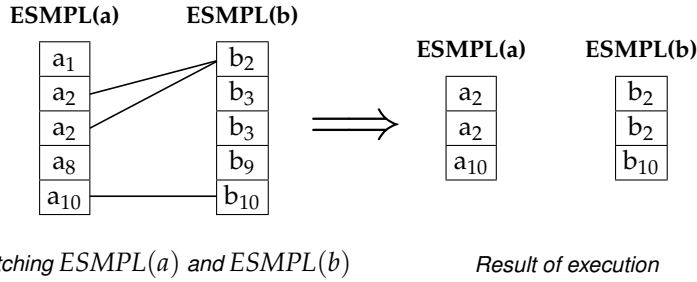 ESMPL(a) ESMPL(b)
a1 b2
a2 b3
a2 b3
a8 b9
a10 b10
ESMPL(a) ESMPL(b)
a2 b2
a2 b2
a10 b10
tching ESMPL(a) and ESMPL(b)
Result of execution